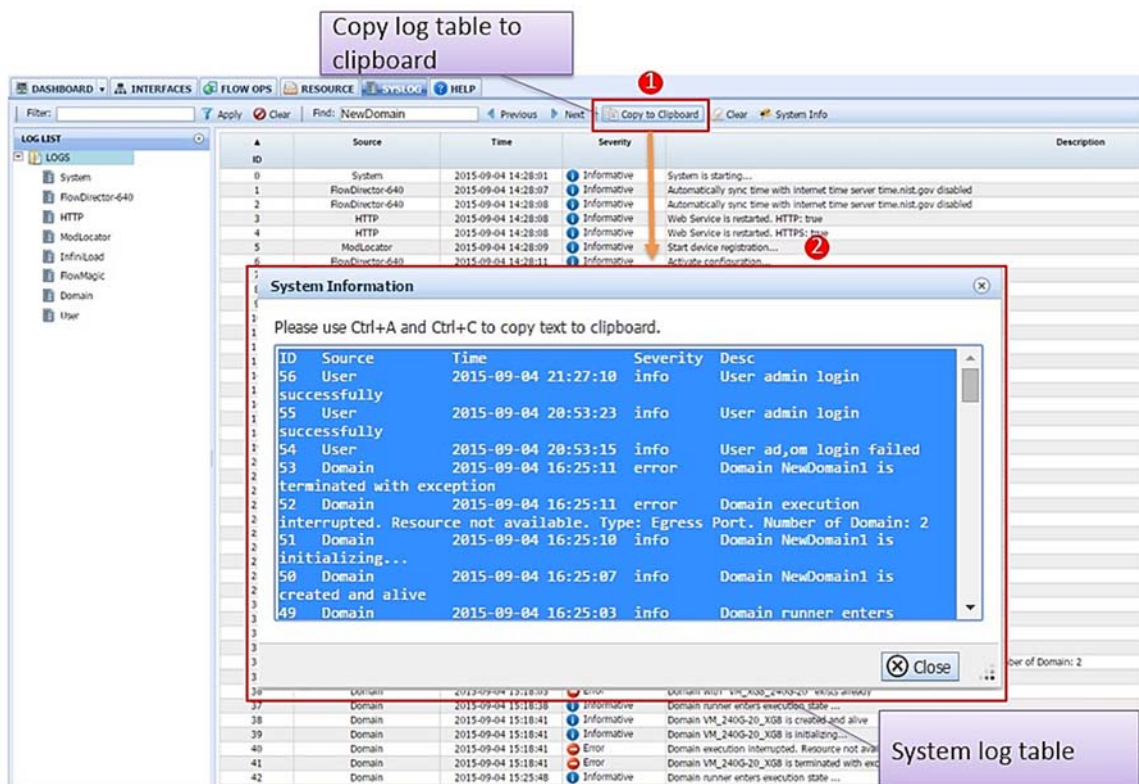 Copy log table to
clipboard
1
DASHBOARD INTERFACES FLOW OPS RESOURCE SYSLOG HELP
Filter: Apply Clear Find: NewDomain Previous Next Copy to Clipboard Clear System Info
LOG LIST
LOGS
System
FlowDirector-640
HTTP
ModLocator
InfiniLoad
FlowMagic
Domain
User
ID Source Time Severity Description
0 System 2015-09-04 14:28:01 Informative System is starting...
1 FlowDirector-640 2015-09-04 14:28:07 Informative Automatically sync time with internet time server time.nist.gov disabled
2 FlowDirector-640 2015-09-04 14:28:08 Informative Automatically sync time with internet time server time.nist.gov disabled
3 HTTP 2015-09-04 14:28:08 Informative Web Service is restarted. HTTP: true
4 HTTP 2015-09-04 14:28:08 Informative Web Service is restarted. HTTPS: true
5 ModLocator 2015-09-04 14:28:09 Informative Start device registration...
6 FlowDirector-640 2015-09-04 14:28:11 Informative Activate configuration...
2
System Information
Please use Ctrl+A and Ctrl+C to copy text to clipboard.
ID Source Time Severity Desc
56 User 2015-09-04 21:27:10 info User admin login
successfully
55 User 2015-09-04 20:53:23 info User admin login
successfully
54 User 2015-09-04 20:53:15 info User ad,om login failed
53 Domain 2015-09-04 16:25:11 error Domain NewDomain1 is
terminated with exception
52 Domain 2015-09-04 16:25:11 error Domain execution
interrupted. Resource not available. Type: Egress Port. Number of Domain: 2
51 Domain 2015-09-04 16:25:10 info Domain NewDomain1 is
initializing...
50 Domain 2015-09-04 16:25:07 info Domain NewDomain1 is
created and alive
49 Domain 2015-09-04 16:25:03 info Domain runner enters
Close
ber of Domain: 2
37 Domain 2015-09-04 15:18:38 Informative Domain runner enters execution state ...
38 Domain 2015-09-04 15:18:41 Informative Domain VM_240G-20_XGB is created and alive
39 Domain 2015-09-04 15:18:41 Informative Domain VM_240G-20_XGB is initializing...
40 Domain 2015-09-04 15:18:41 Error Domain execution interrupted. Resource not ava
41 Domain 2015-09-04 15:18:41 Error Domain VM_240G-20_XGB is terminated with exc
42 Domain 2015-09-04 15:25:48 Informative Domain runner enters execution state ...
System log table